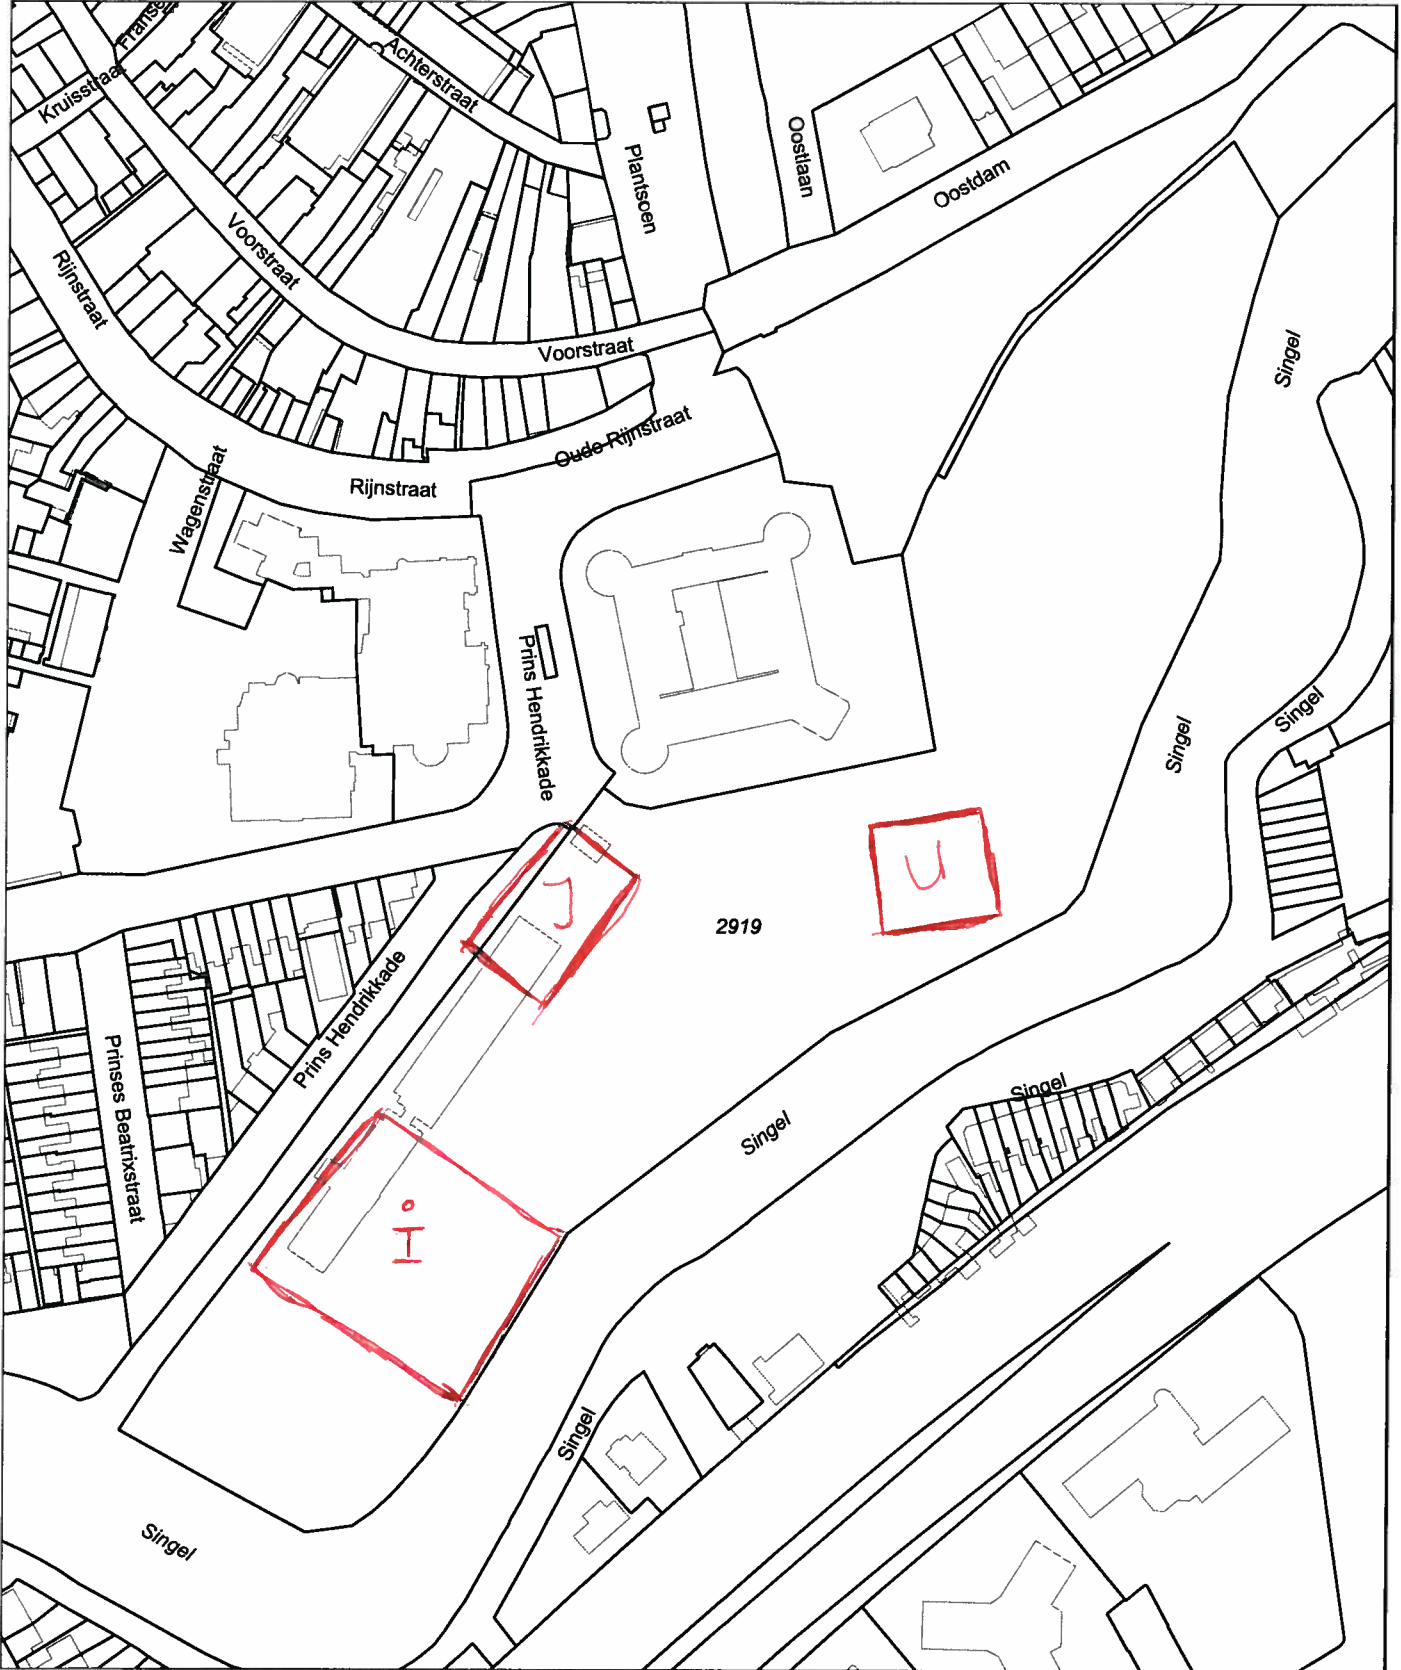 Kruisstraat
Achterstraat
Plantsoen
Oostlaan
Oostdam
Voorstraat
Rijnstraat
Voorstraat
Singel
Oude Rijnstraat
Rijnstraat
Wagenstraat
Prins Hendrikkade
Singel
Singel
J
U
2919
Prins Hendrikkade
Prinses Beatrixstraat
Singel
Singel
I
Singel
Singel